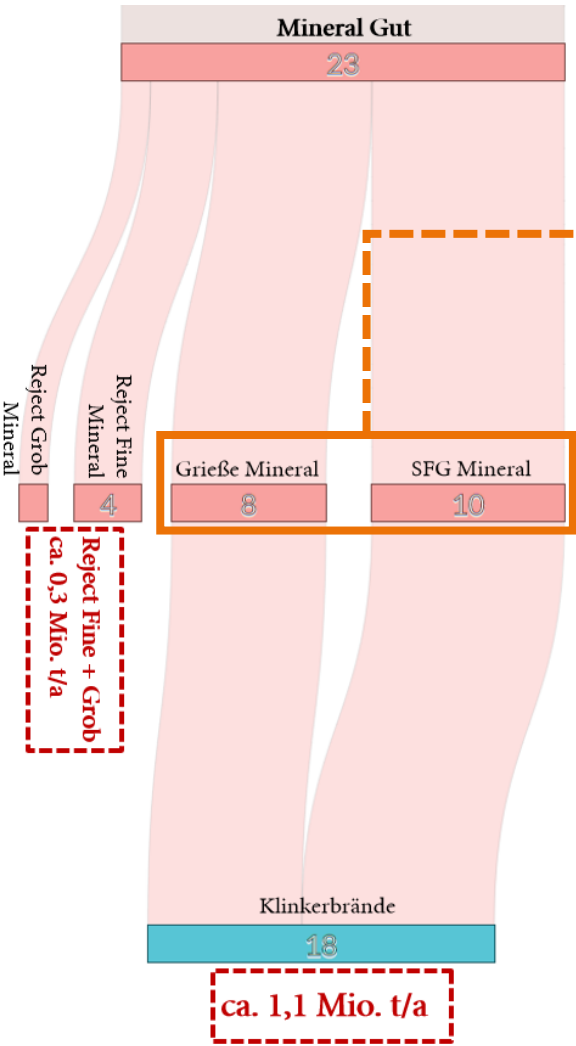 Mineral Gut
23
Reject Grob
Mineral
Reject Fine
Mineral
Grieße Mineral
SFG Mineral
4
8
10
Reject Fine + Grob
ca. 0,3 Mio. t/a
Klinkerbrände
18
ca. 1,1 Mio. t/a